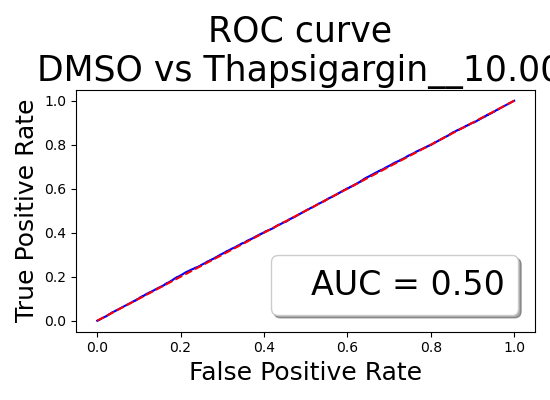 ROC curve
DMSO vs Thapsigargin__10.00
True Positive Rate
1.0
0.8
0.6
0.4
0.2
0.0
AUC = 0.50
0.0 0.2 0.4 0.6 0.8 1.0
False Positive Rate